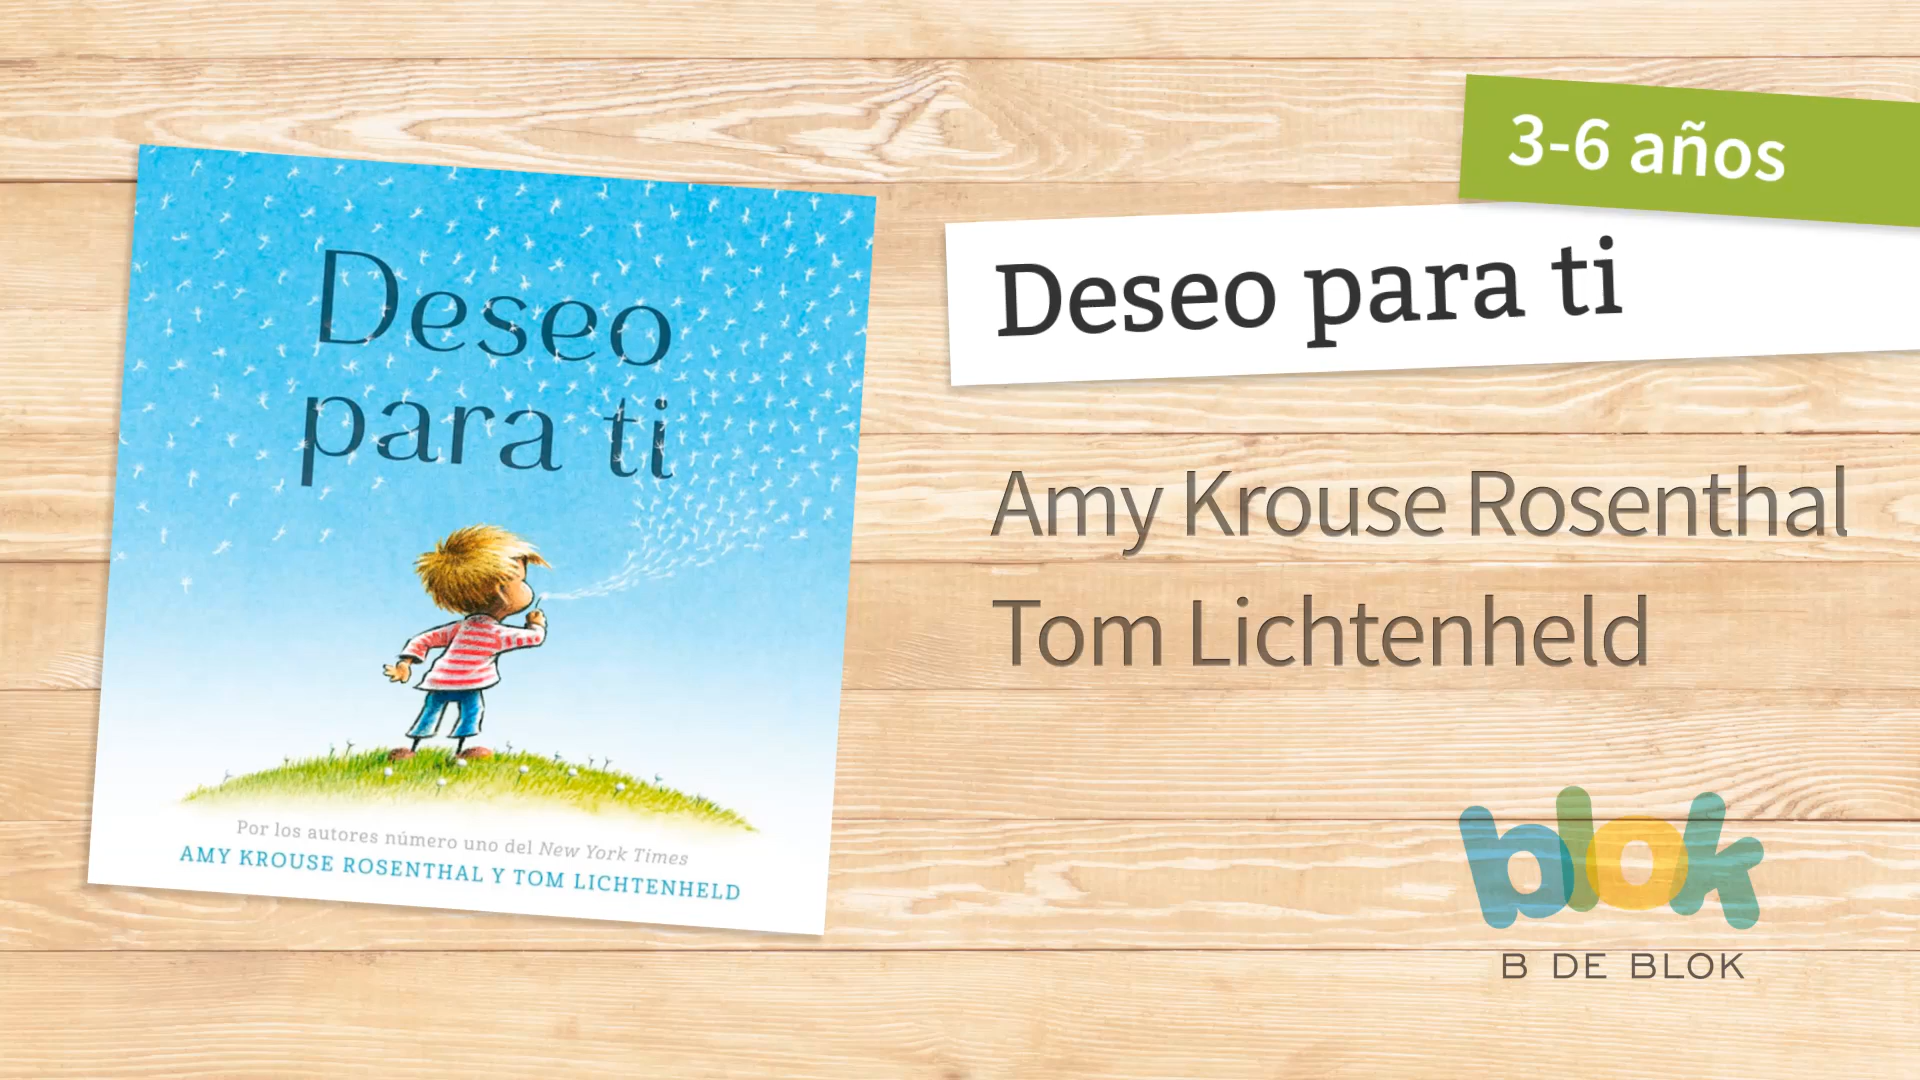 Deseo
para ti
Por los autores número uno del New York Times
AMY KROUSE ROSENTHAL Y TOM LICHTENHELD
3-6 años
Deseo para ti
Amy Krouse Rosenthal
Tom Lichtenheld
blok
B DE BLOK